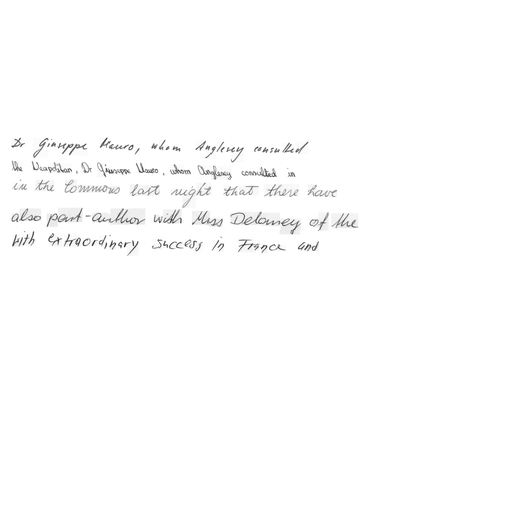 Dr Giuseppe Mauro, whom Anglesey consulted
the Neapolitan, Dr Giuseppe Mauro, whom Anglesey consulted in
in the Commons last night that there have
also part-author with Miss Delaney of the
with extraordinary success in France and